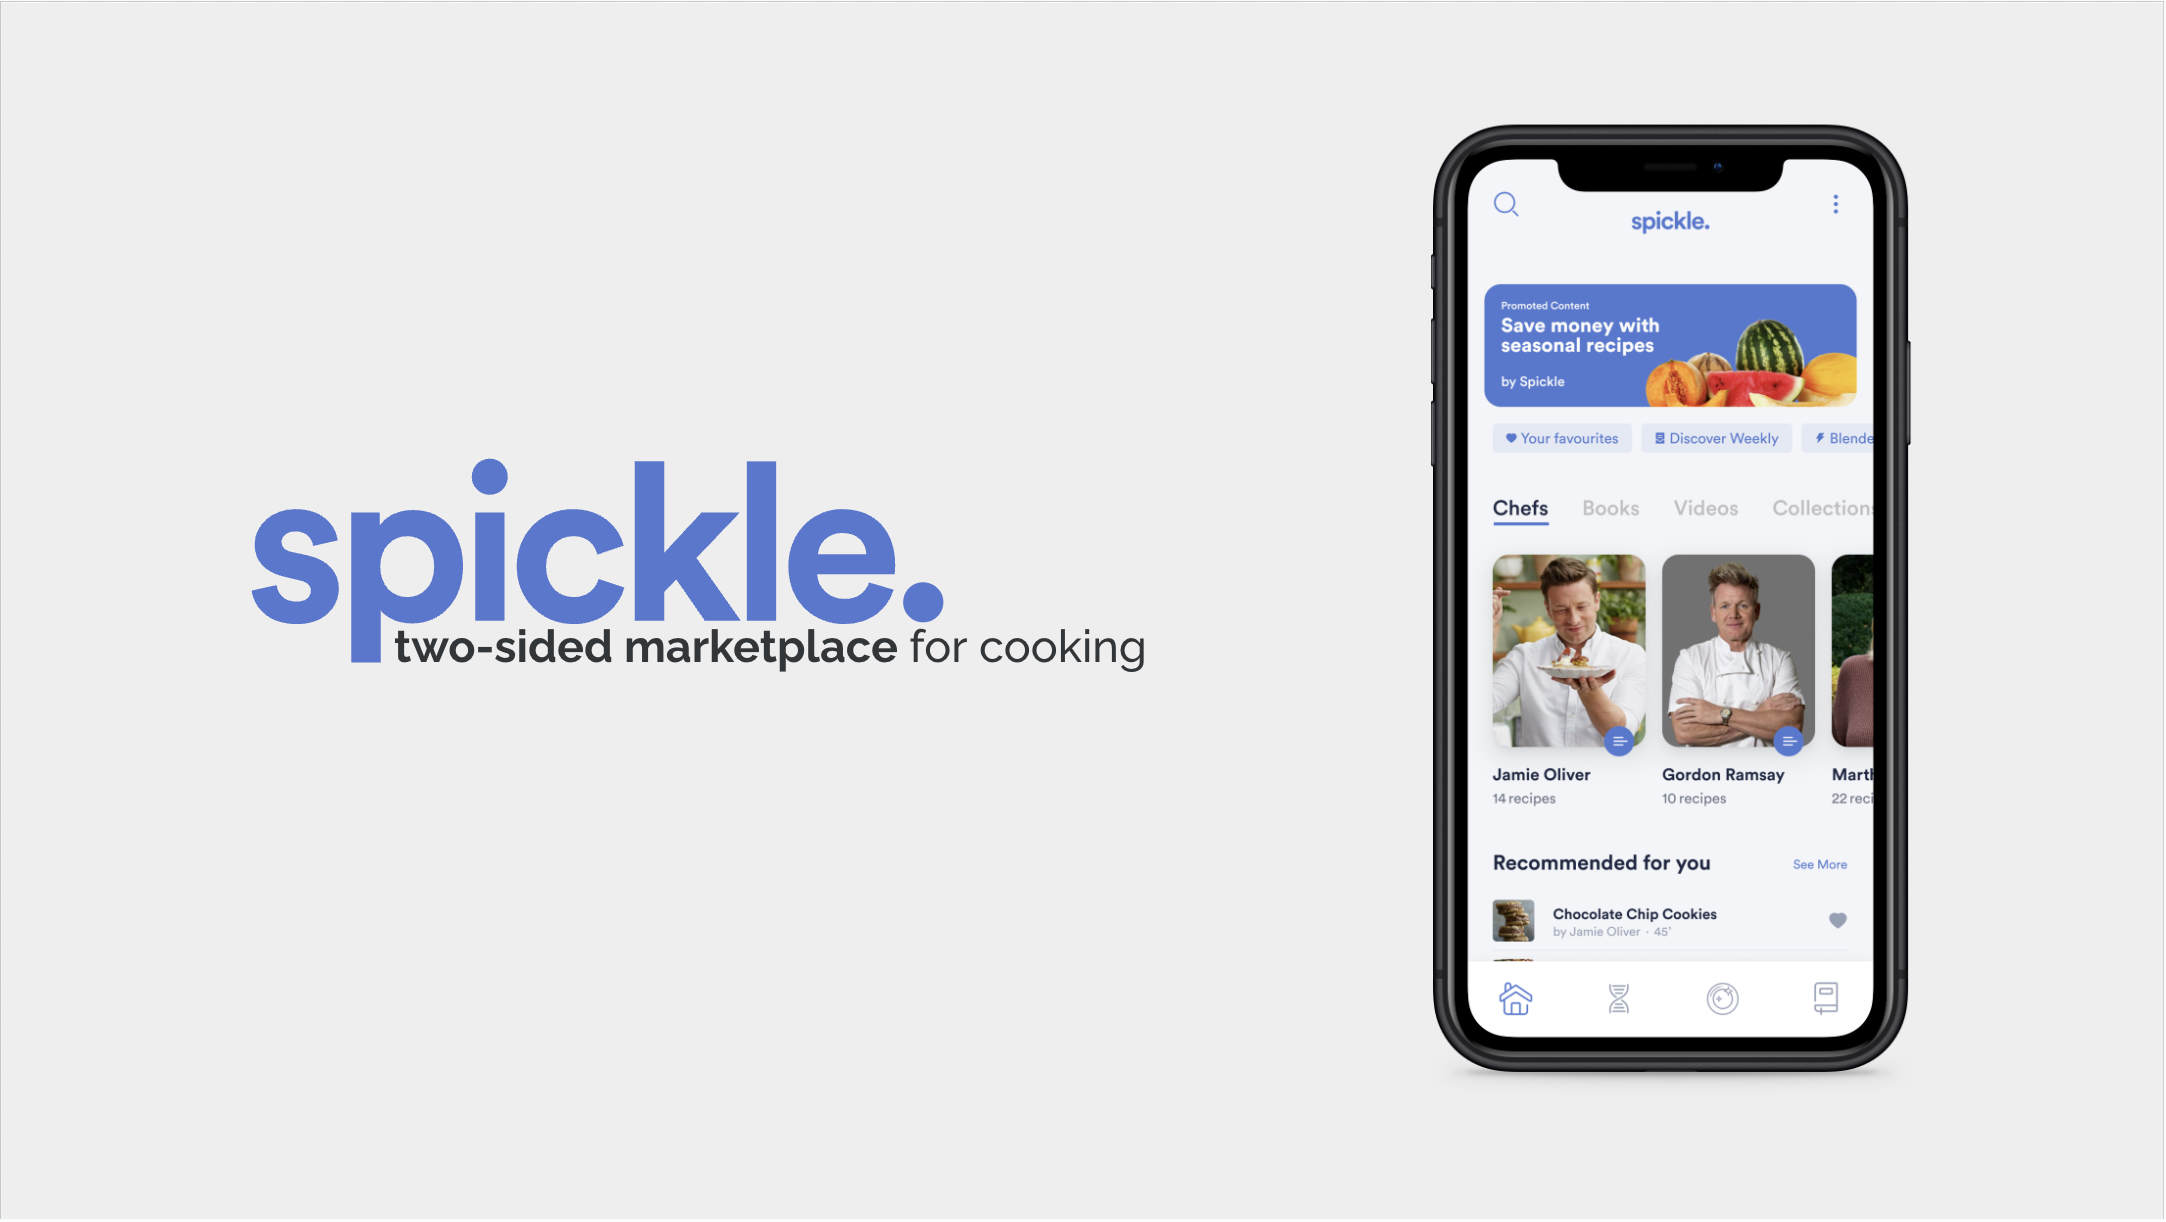 spickle.
two-sided marketplace for cooking
spickle.
Promoted Content
Save money with
seasonal recipes
by Spickle
Your favourites
Discover Weekly
Blende
Chefs
Books
Videos
Collections
Jamie Oliver
14 recipes
Gordon Ramsay
10 recipes
Mart
22 reci
Recommended for you
See More
Chocolate Chip Cookies
by Jamie Oliver · 45'